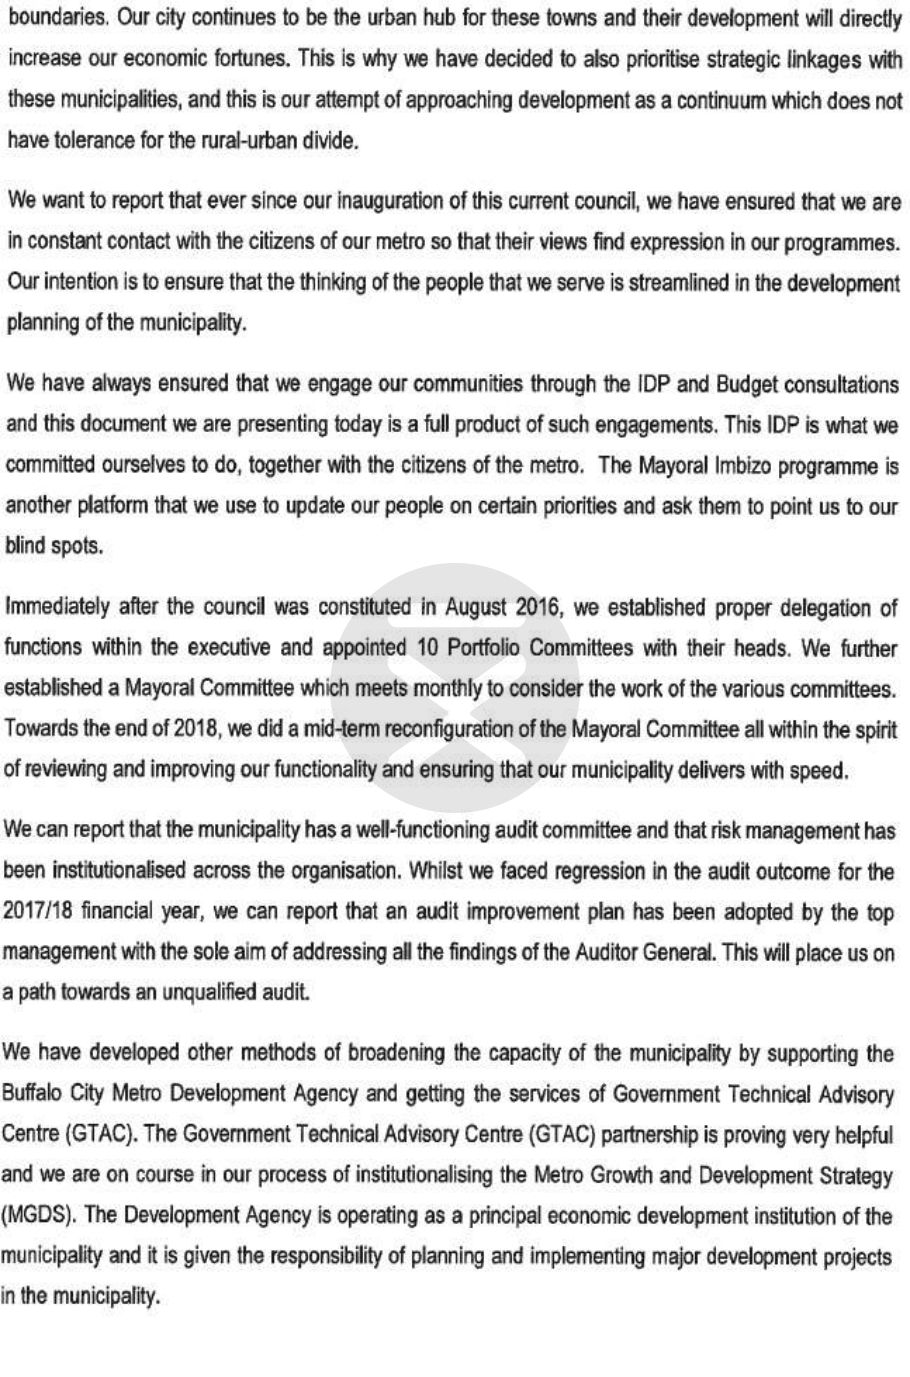 boundaries. Our city continues to be the urban hub for these towns and their development will directly
increase our economic fortunes. This is why we have decided to also prioritise strategic linkages with
these municipalities, and this is our attempt of approaching development as a continuum which does not
have tolerance for the rural-urban divide.
We want to report that ever since our inauguration of this current council, we have ensured that we are
in constant contact with the citizens of our metro so that their views find expression in our programmes.
Our intention is to ensure that the thinking of the people that we serve is streamlined in the development
planning of the municipality.
We have always ensured that we engage our communities through the IDP and Budget consultations
and this document we are presenting today is a full product of such engagements. This IDP is what we
committed ourselves to do, together with the citizens of the metro. The Mayoral Imbizo programme is
another platform that we use to update our people on certain priorities and ask them to point us to our
blind spots.
Immediately after the council was constituted in August 2016, we established proper delegation of
functions within the executive and appointed 10 Portfolio Committees with their heads. We further
established a Mayoral Committee which meets monthly to consider the work of the various committees.
Towards the end of 2018, we did a mid-term reconfiguration of the Mayoral Committee all within the spirit
of reviewing and improving our functionality and ensuring that our municipality delivers with speed.
We can report that the municipality has a well-functioning audit committee and that risk management has
been institutionalised across the organisation. Whilst we faced regression in the audit outcome for the
2017/18 financial year, we can report that an audit improvement plan has been adopted by the top
management with the sole aim of addressing all the findings of the Auditor General. This will place us on
a path towards an unqualified audit.
We have developed other methods of broadening the capacity of the municipality by supporting the
Buffalo City Metro Development Agency and getting the services of Government Technical Advisory
Centre (GTAC). The Government Technical Advisory Centre (GTAC) partnership is proving very helpful
and we are on course in our process of institutionalising the Metro Growth and Development Strategy
(MGDS). The Development Agency is operating as a principal economic development institution of the
municipality and it is given the responsibility of planning and implementing major development projects
in the municipality.